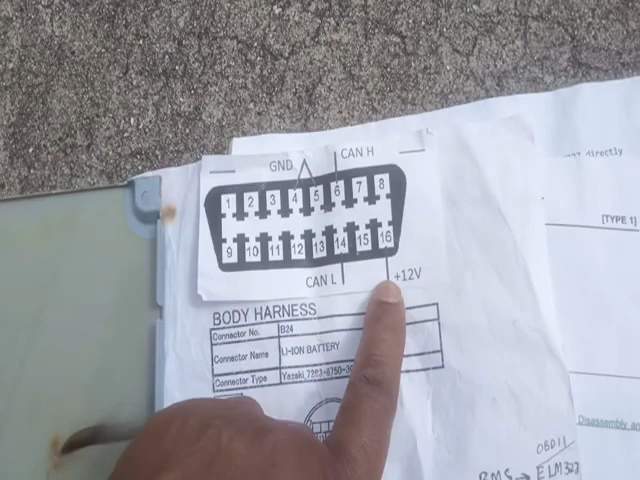 directly
GND
CAN H
1 2 3 4 5 6 7 8
9 10 11 12 13 14 15 16
CAN L
+12V
[TYPE 1]
BODY HARNESS
Connector No. B24
Connector Name LI-ION BATTERY
Connector Type
Disassembly
OBD11
BMS → ELM327